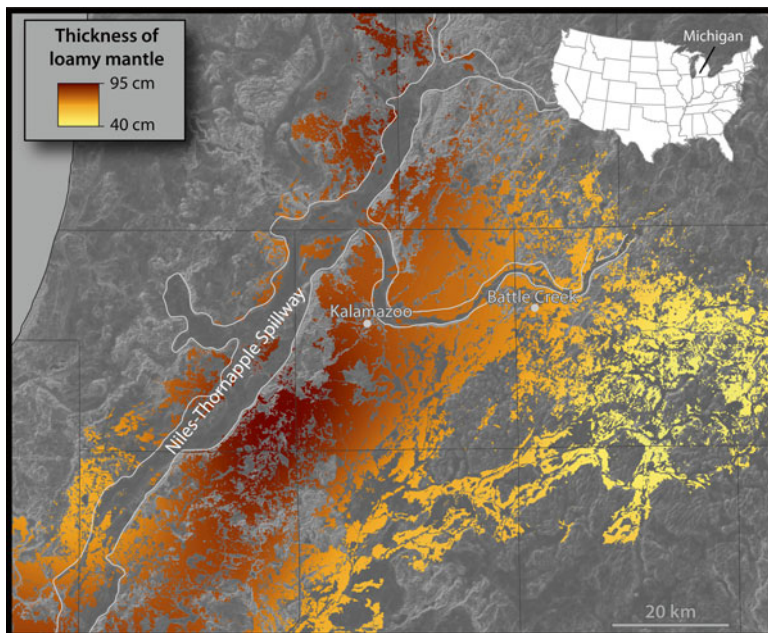 Thickness of
loamy mantle
95 cm
40 cm
Michigan
Niles-Thornapple Spillway
Kalamazoo
Battle Creek
20 km